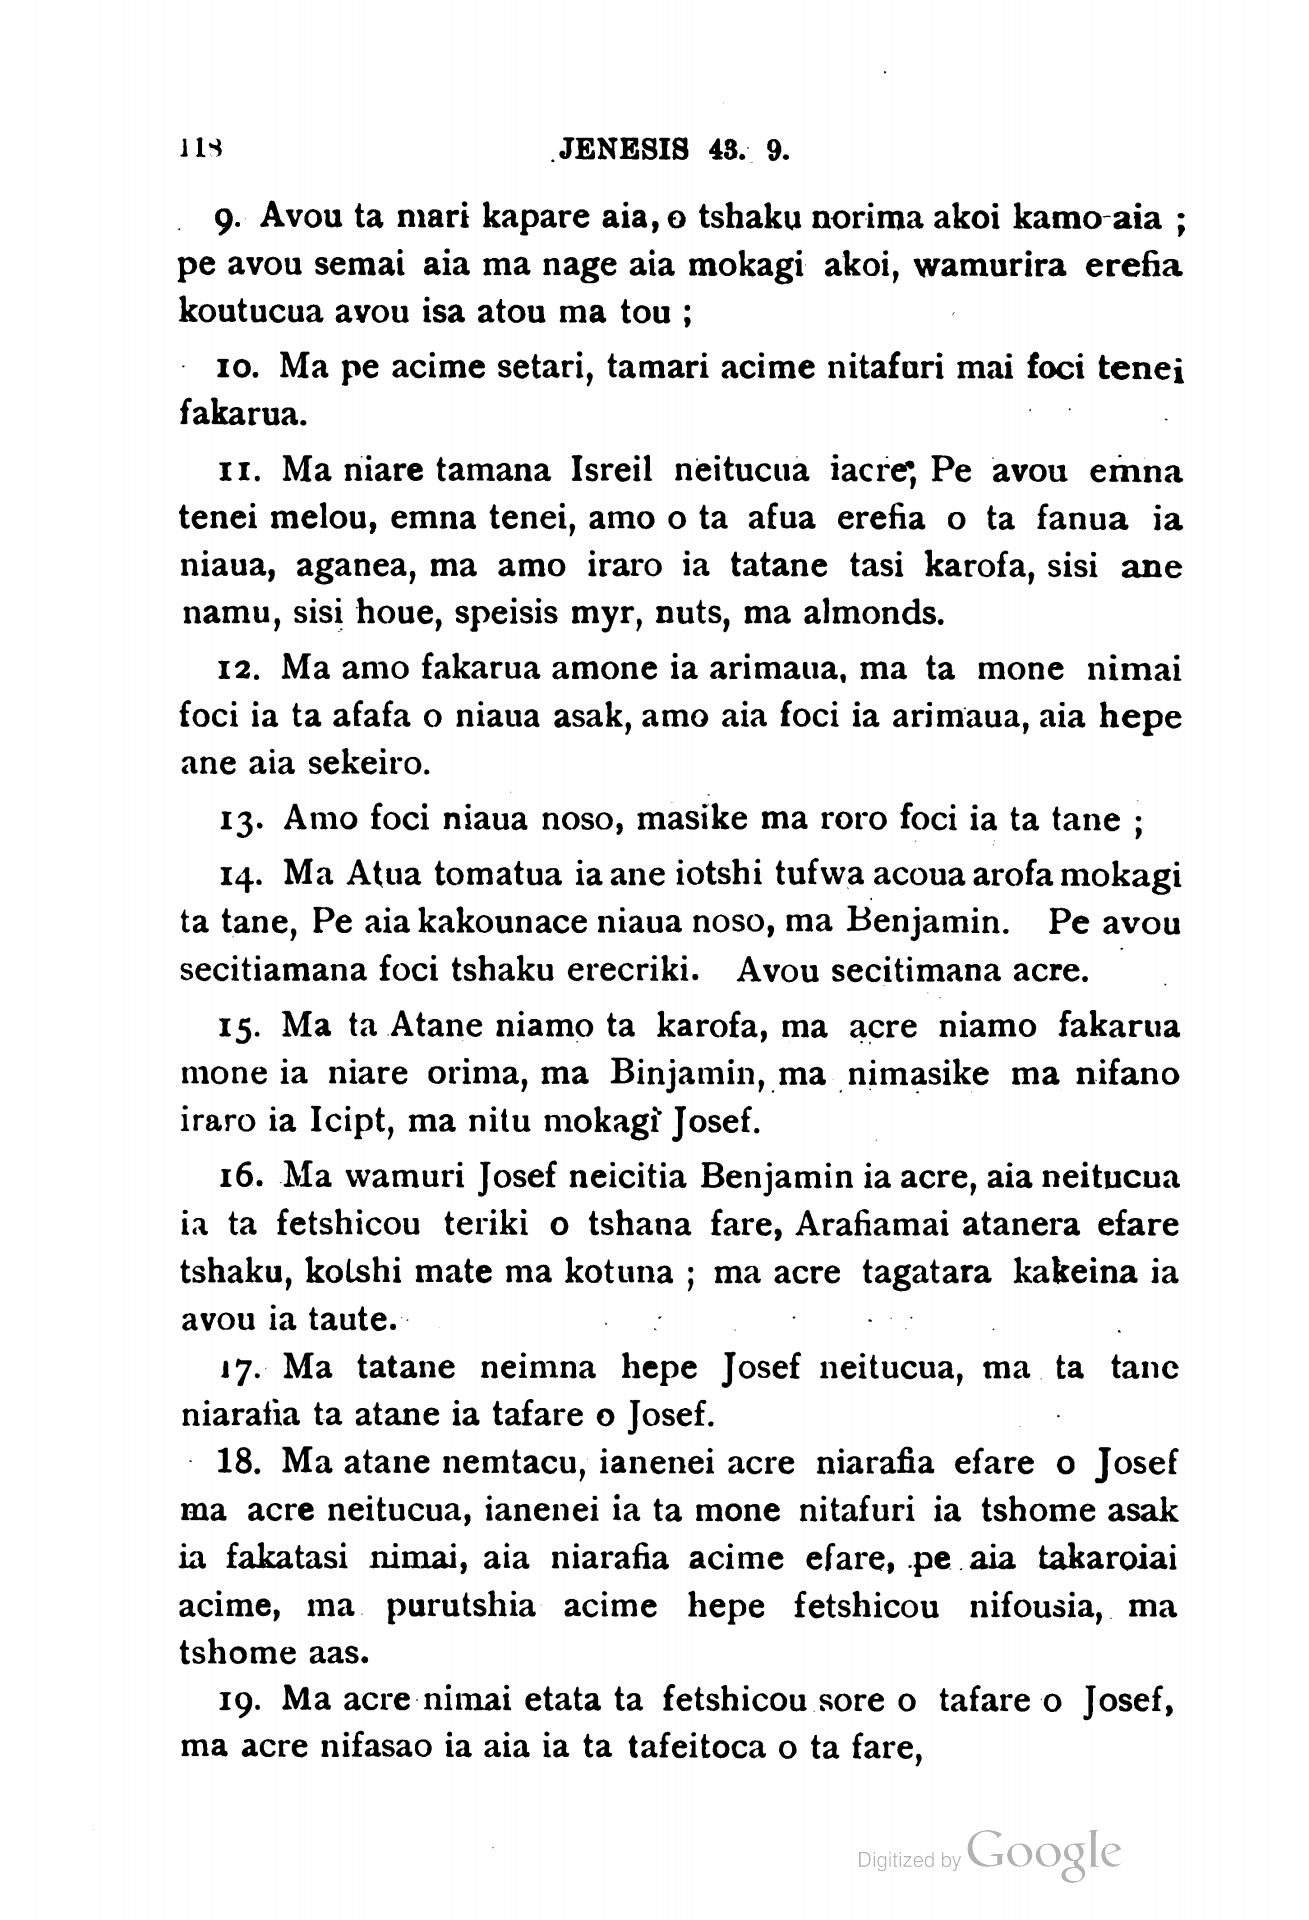 118 JENESIS 43. 9.
9. Avou ta mari kapare aia, o tshaku norima akoi kamo-aia ;
pe avou semai aia ma nage aia mokagi akoi, wamurira erefia
koutucua avou isa atou ma tou ;
10. Ma pe acime setari, tamari acime nitafuri mai foci tenei
fakarua.
11. Ma niare tamana Isreil neitucua iacre; Pe avou emna
tenei melou, emna tenei, amo o ta afua erefia o ta fanua ia
niaua, aganea, ma amo iraro ia tatane tasi karofa, sisi ane
namu, sisi houe, speisis myr, nuts, ma almonds.
12. Ma amo fakarua amone ia arimaua, ma ta mone nimai
foci ia ta afafa o niaua asak, amo aia foci ia arimaua, aia hepe
ane aia sekeiro.
13. Amo foci niaua noso, masike ma roro foci ia ta tane ;
14. Ma Atua tomatua ia ane iotshi tufwa acoua arofa mokagi
ta tane, Pe aia kakounace niaua noso, ma Benjamin. Pe avou
secitiamana foci tshaku erecriki. Avou secitimana acre.
15. Ma ta Atane niamo ta karofa, ma acre niamo fakarua
mone ia niare orima, ma Binjamin, ma nimasike ma nifano
iraro ia Icipt, ma nitu mokagi Josef.
16. Ma wamuri Josef neicitia Benjamin ia acre, aia neitucua
ia ta fetshicou teriki o tshana fare, Arafiamai atanera efare
tshaku, kotshi mate ma kotuna ; ma acre tagatara kakeina ia
avou ia taute.
17. Ma tatane neimna hepe Josef neitucua, ma ta tane
niarafia ta atane ia tafare o Josef.
18. Ma atane nemtacu, ianenei acre niarafia efare o Josef
ma acre neitucua, ianenei ia ta mone nitafuri ia tshome asak
ia fakatasi nimai, aia niarafia acime efare, pe aia takaroiai
acime, ma purutshia acime hepe fetshicou nifousia, ma
tshome aas.
19. Ma acre nimai etata ta fetshicou sore o tafare o Josef,
ma acre nifasao ia aia ia ta tafeitoca o ta fare,
Digitized by Google